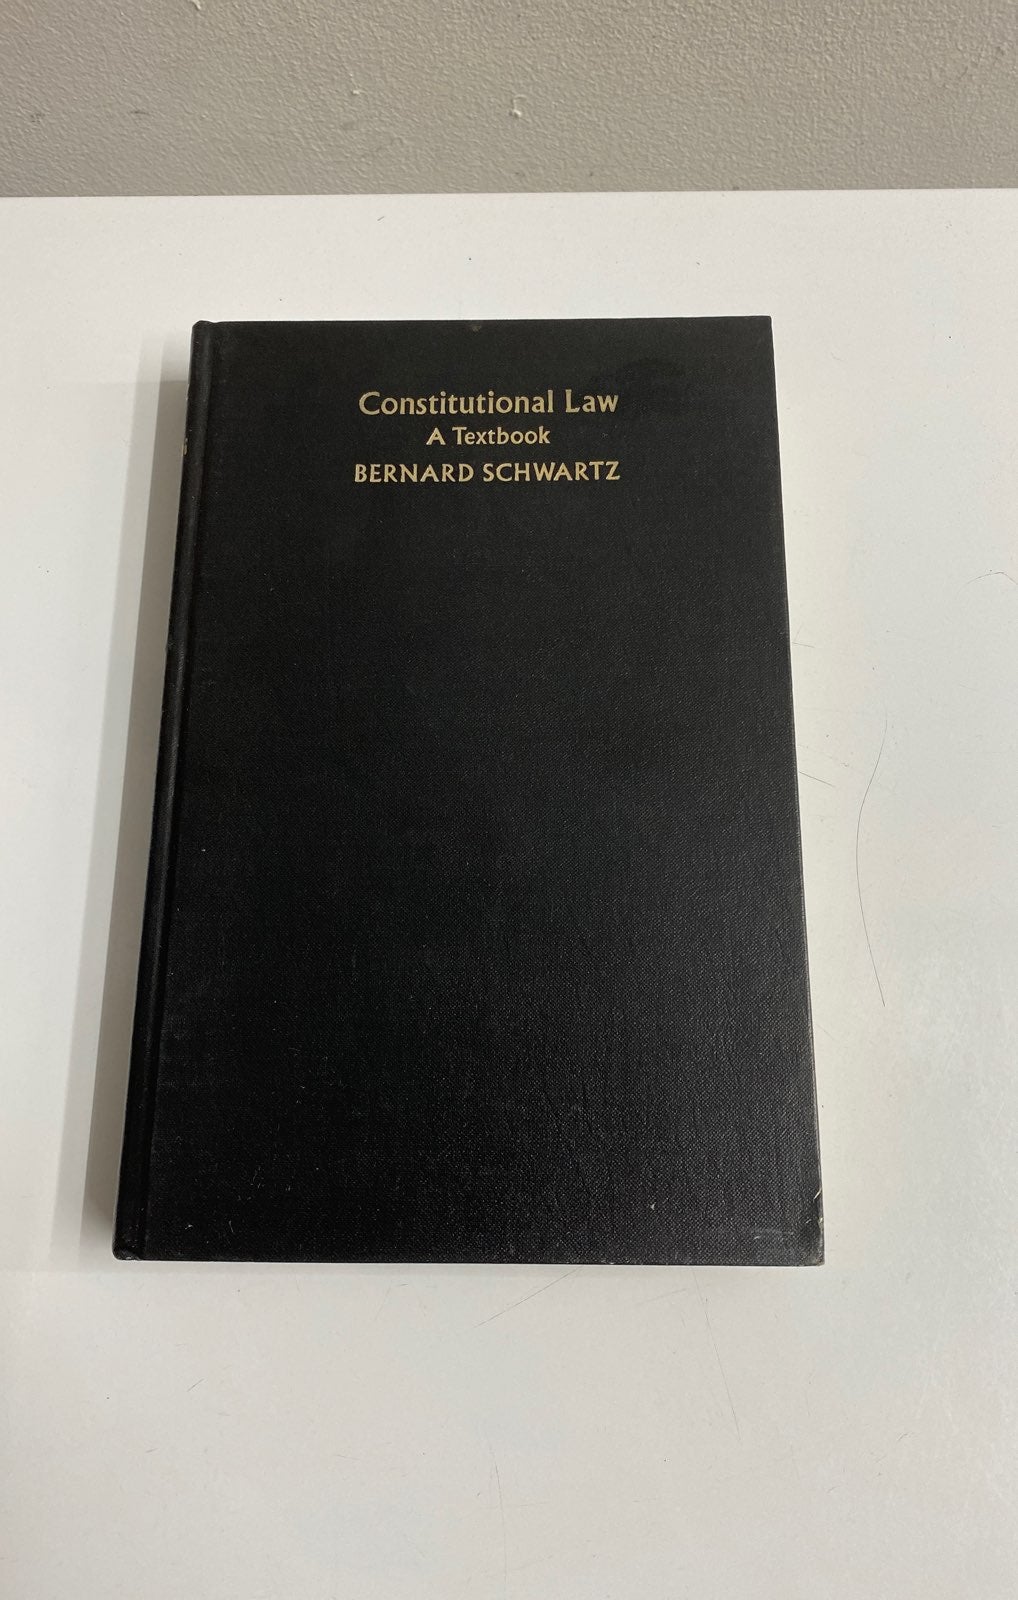 Constitutional Law
A Textbook
BERNARD SCHWARTZ